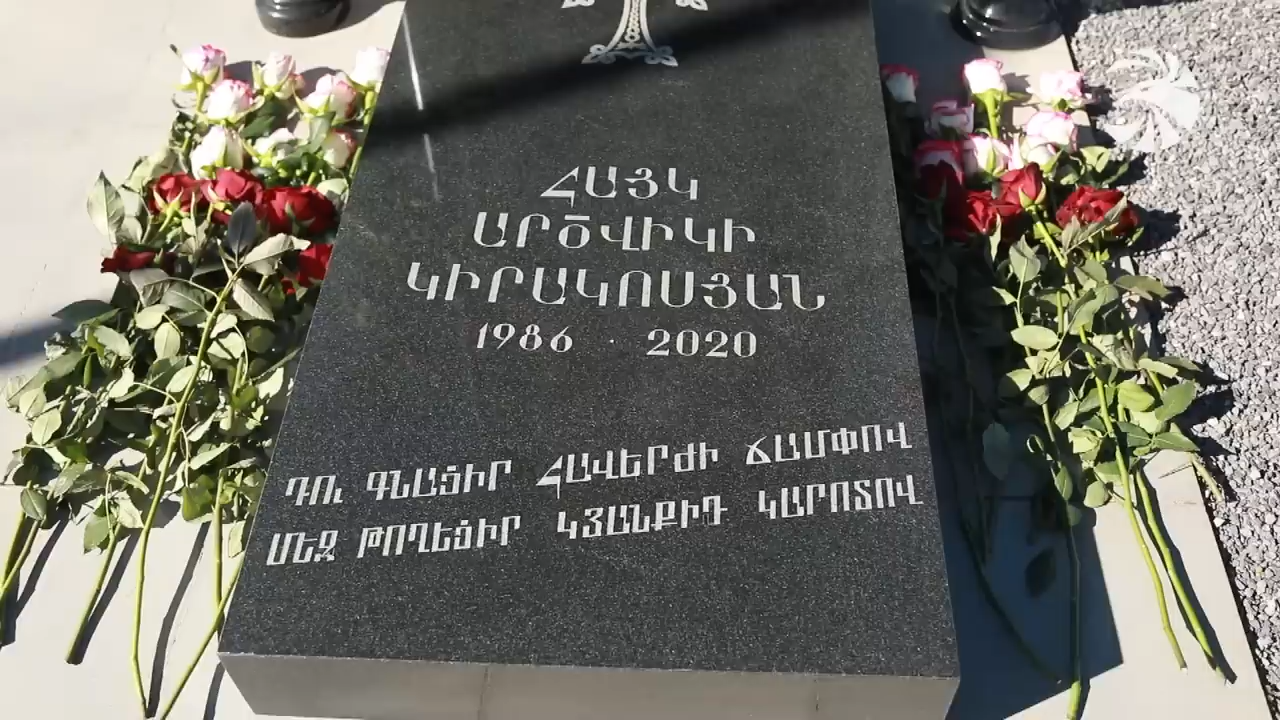 ՀԱՅԿ
ԱՐԾՎԻԿԻ
ԿԻՐԱԿՈՍՅԱՆ
1986 · 2020
ԴՈՒ ԳՆԱՑԻՐ ՀԱՎԵՐԺԻ ՃԱՄՓՈՎ
ՄԵԶ ԹՈՂԵՑԻՐ ԿՅԱՆՔԻԴ ԿԱՐՈՏՈՎ